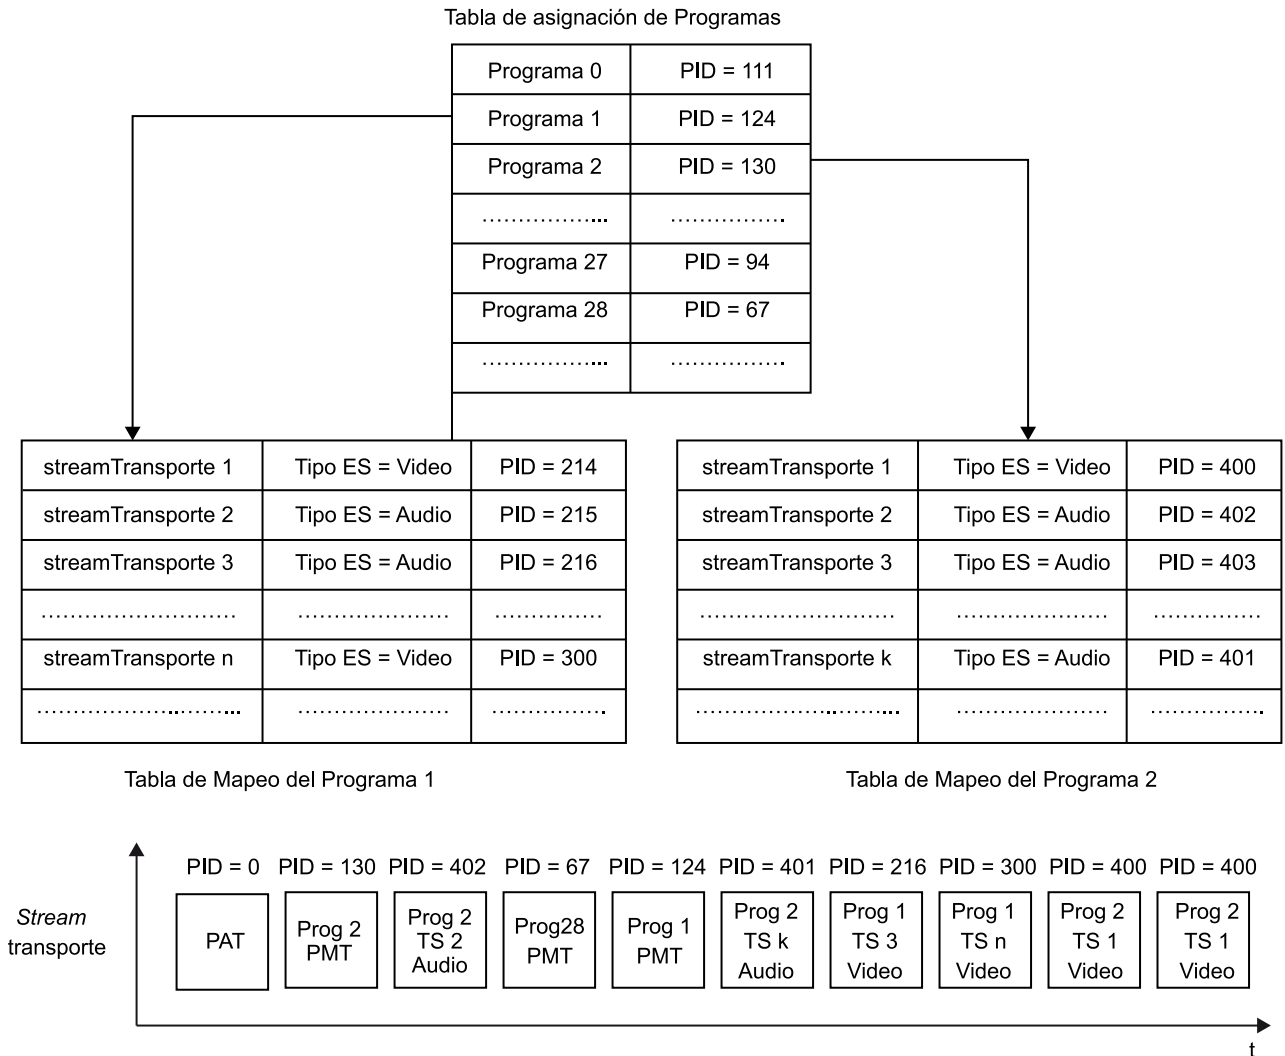 Tabla de asignación de Programas
Programa 0 PID = 111
Programa 1 PID = 124
Programa 2 PID = 130
.................. ................
Programa 27 PID = 94
Programa 28 PID = 67
.................. ................
streamTransporte 1 Tipo ES = Video PID = 214
streamTransporte 2 Tipo ES = Audio PID = 215
streamTransporte 3 Tipo ES = Audio PID = 216
........................... ..................... ...............
streamTransporte n Tipo ES = Video PID = 300
............................. ..................... ................
Tabla de Mapeo del Programa 1
streamTransporte 1 Tipo ES = Video PID = 400
streamTransporte 2 Tipo ES = Audio PID = 402
streamTransporte 3 Tipo ES = Audio PID = 403
........................... ..................... ...............
streamTransporte k Tipo ES = Audio PID = 401
............................. ..................... ................
Tabla de Mapeo del Programa 2
PID = 0 PID = 130 PID = 402 PID = 67 PID = 124 PID = 401 PID = 216 PID = 300 PID = 400 PID = 400
Stream
transporte
PAT
Prog 2
PMT
Prog 2
TS 2
Audio
Prog28
PMT
Prog 1
PMT
Prog 2
TS k
Audio
Prog 1
TS 3
Video
Prog 1
TS n
Video
Prog 2
TS 1
Video
Prog 2
TS 1
Video
t